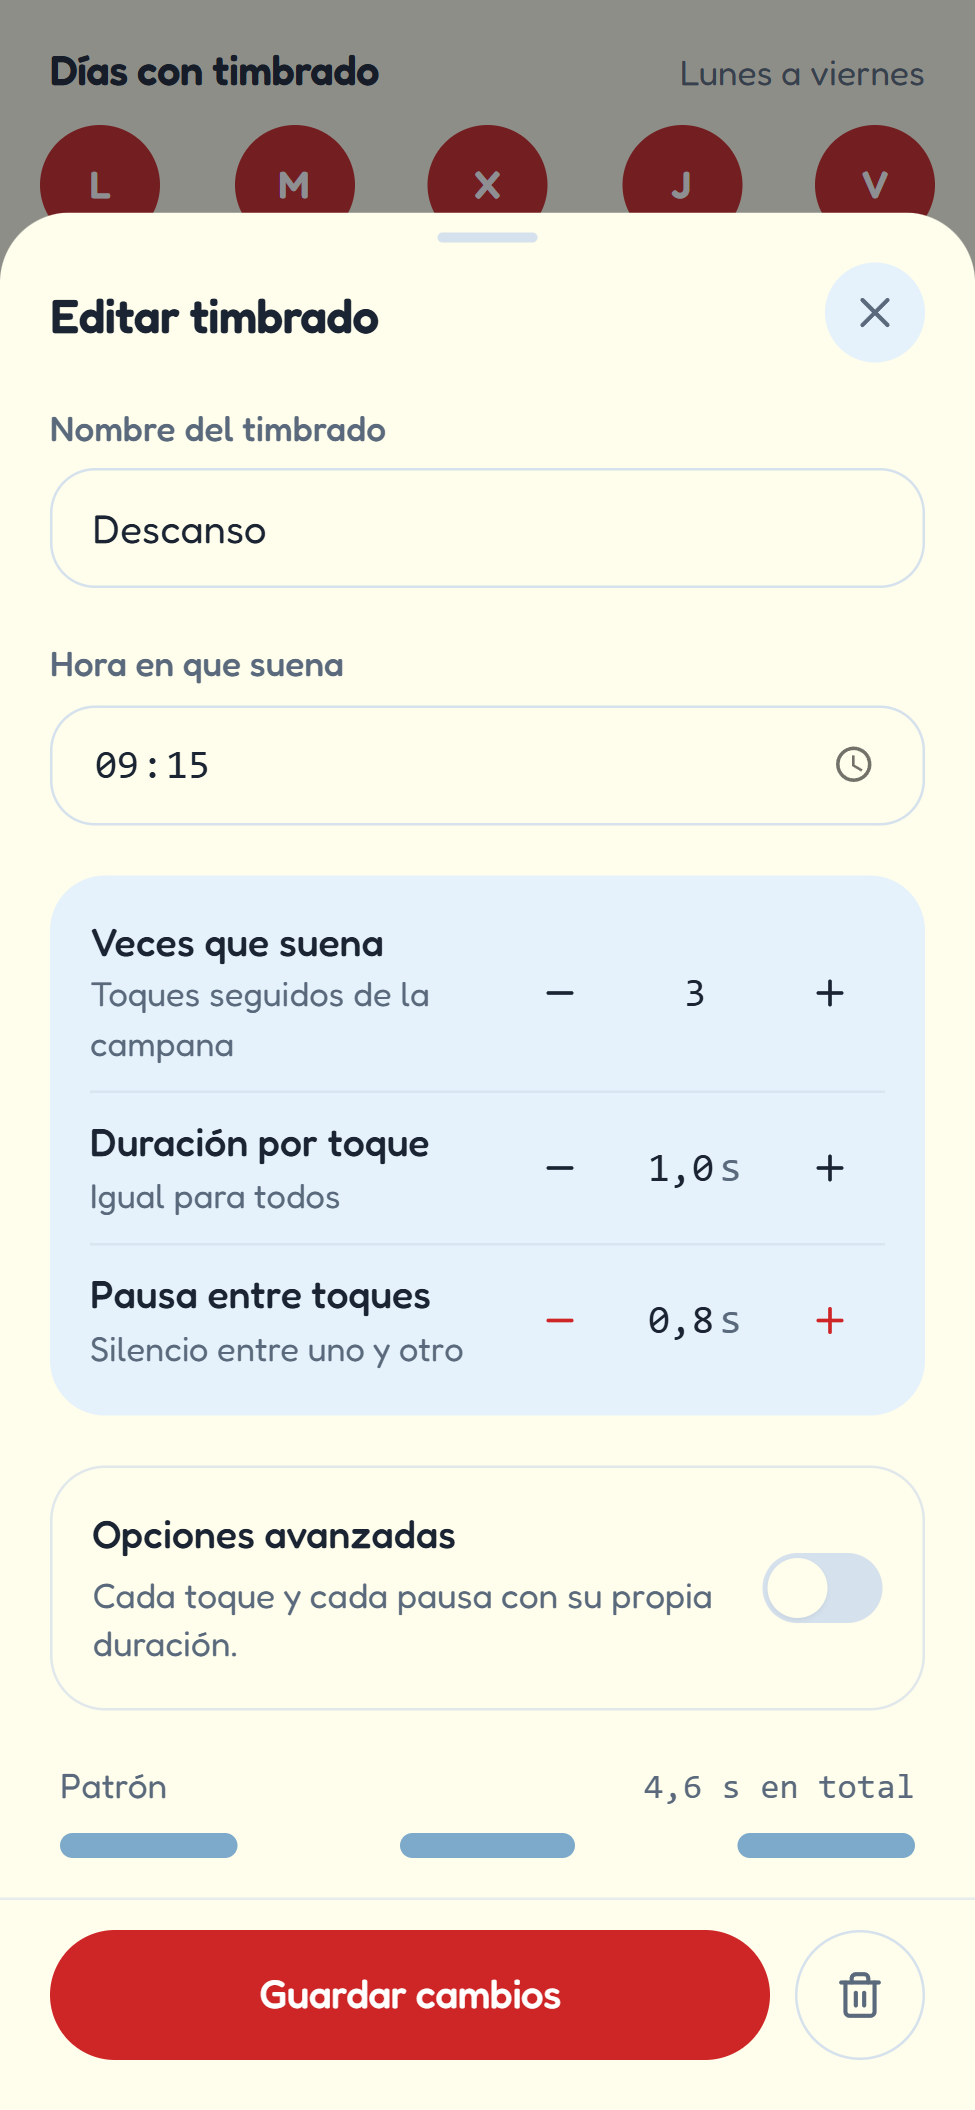 Días con timbrado
Lunes a viernes
L M X J V
Editar timbrado
Nombre del timbrado
Descanso
Hora en que suena
09:15
Veces que suena
Toques seguidos de la
campana
− 3 +
Duración por toque
Igual para todos
− 1,0 s +
Pausa entre toques
Silencio entre uno y otro
− 0,8 s +
Opciones avanzadas
Cada toque y cada pausa con su propia
duración.
Patrón
4,6 s en total
Guardar cambios